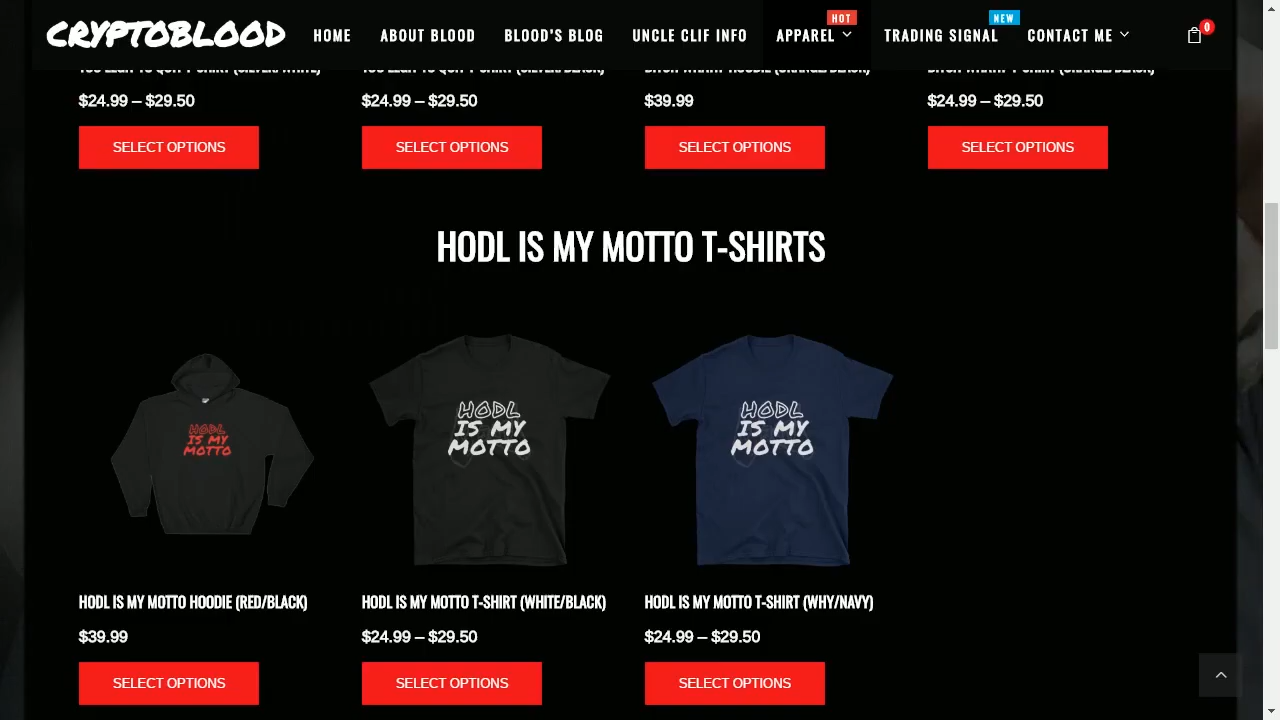 CRYPTOBLOOD
HOME
ABOUT BLOOD
BLOOD'S BLOG
UNCLE CLIF INFO
HOT
APPAREL
NEW
TRADING SIGNAL
CONTACT ME
0
$24.99 – $29.50
$24.99 – $29.50
$39.99
$24.99 – $29.50
SELECT OPTIONS
SELECT OPTIONS
SELECT OPTIONS
SELECT OPTIONS
HODL IS MY MOTTO T-SHIRTS
HODL
IS MY
MOTTO
HODL
IS MY
MOTTO
HODL
IS MY
MOTTO
HODL IS MY MOTTO HOODIE (RED/BLACK)
HODL IS MY MOTTO T-SHIRT (WHITE/BLACK)
HODL IS MY MOTTO T-SHIRT (WHY/NAVY)
$39.99
$24.99 – $29.50
$24.99 – $29.50
SELECT OPTIONS
SELECT OPTIONS
SELECT OPTIONS